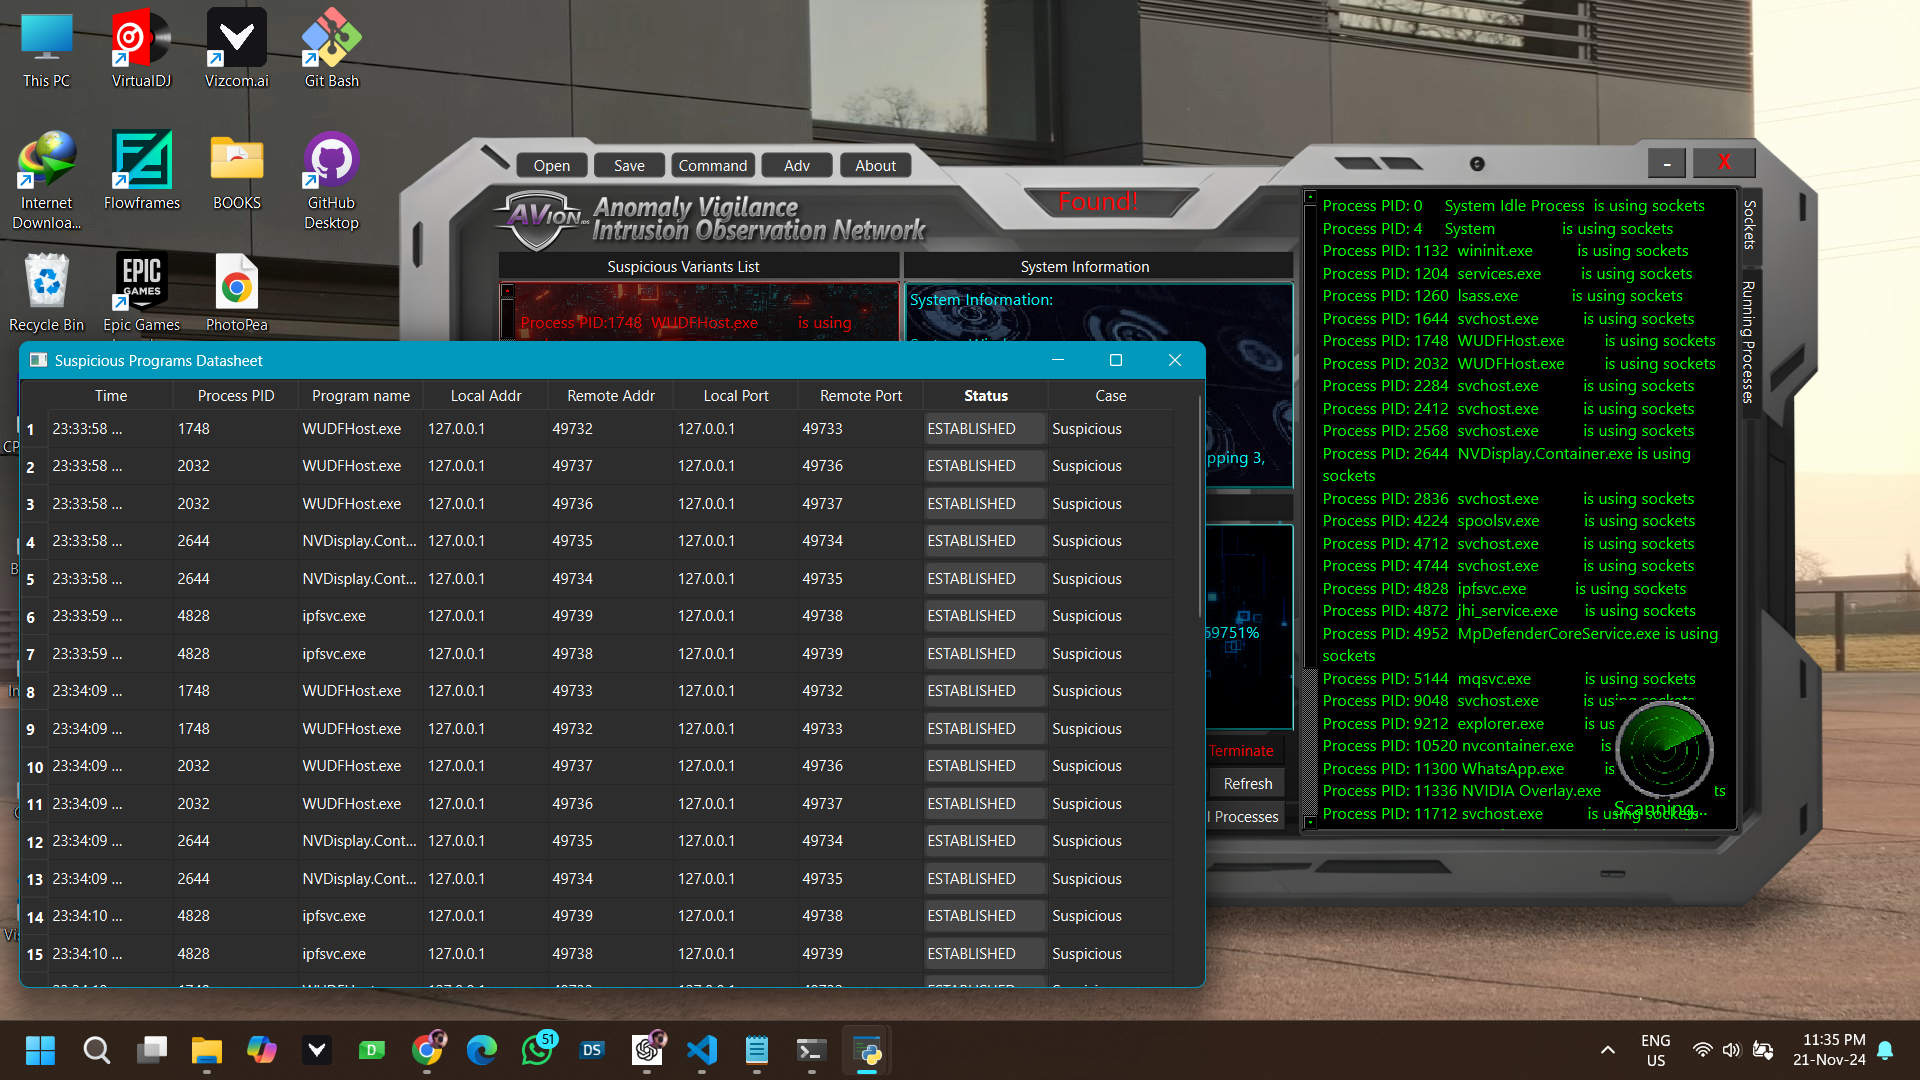 This PC
VirtualDJ
Vizcom.ai
Git Bash
Internet
Downloa...
Flowframes
BOOKS
GitHub
Desktop
Recycle Bin
EPIC
GAMES
Epic Games
PhotoPea
Open
Save
Command
Adv
About
-
X
AVION IDS
Anomaly Vigilance
Intrusion Observation Network
Found!
Suspicious Variants List
System Information
Process PID:1748 WUDFHost.exe is using
System Information:
pping 3,
59751%
Terminate
Refresh
l Processes
Sockets
Running Processes
Process PID: 0 System Idle Process is using sockets
Process PID: 4 System is using sockets
Process PID: 1132 wininit.exe is using sockets
Process PID: 1204 services.exe is using sockets
Process PID: 1260 lsass.exe is using sockets
Process PID: 1644 svchost.exe is using sockets
Process PID: 1748 WUDFHost.exe is using sockets
Process PID: 2032 WUDFHost.exe is using sockets
Process PID: 2284 svchost.exe is using sockets
Process PID: 2412 svchost.exe is using sockets
Process PID: 2568 svchost.exe is using sockets
Process PID: 2644 NVDisplay.Container.exe is using
sockets
Process PID: 2836 svchost.exe is using sockets
Process PID: 4224 spoolsv.exe is using sockets
Process PID: 4712 svchost.exe is using sockets
Process PID: 4744 svchost.exe is using sockets
Process PID: 4828 ipfsvc.exe is using sockets
Process PID: 4872 jhi_service.exe is using sockets
Process PID: 4952 MpDefenderCoreService.exe is using
sockets
Process PID: 5144 mqsvc.exe is using sockets
Process PID: 9048 svchost.exe is using sockets
Process PID: 9212 explorer.exe is us
Process PID: 10520 nvcontainer.exe is
Process PID: 11300 WhatsApp.exe is
Process PID: 11336 NVIDIA Overlay.exe ts
Process PID: 11712 svchost.exe is using sockets
Scanning...
Suspicious Programs Datasheet
Time Process PID Program name Local Addr Remote Addr Local Port Remote Port Status Case
1 23:33:58 ... 1748 WUDFHost.exe 127.0.0.1 49732 127.0.0.1 49733 ESTABLISHED Suspicious
2 23:33:58 ... 2032 WUDFHost.exe 127.0.0.1 49737 127.0.0.1 49736 ESTABLISHED Suspicious
3 23:33:58 ... 2032 WUDFHost.exe 127.0.0.1 49736 127.0.0.1 49737 ESTABLISHED Suspicious
4 23:33:58 ... 2644 NVDisplay.Cont... 127.0.0.1 49735 127.0.0.1 49734 ESTABLISHED Suspicious
5 23:33:58 ... 2644 NVDisplay.Cont... 127.0.0.1 49734 127.0.0.1 49735 ESTABLISHED Suspicious
6 23:33:59 ... 4828 ipfsvc.exe 127.0.0.1 49739 127.0.0.1 49738 ESTABLISHED Suspicious
7 23:33:59 ... 4828 ipfsvc.exe 127.0.0.1 49738 127.0.0.1 49739 ESTABLISHED Suspicious
8 23:34:09 ... 1748 WUDFHost.exe 127.0.0.1 49733 127.0.0.1 49732 ESTABLISHED Suspicious
9 23:34:09 ... 1748 WUDFHost.exe 127.0.0.1 49732 127.0.0.1 49733 ESTABLISHED Suspicious
10 23:34:09 ... 2032 WUDFHost.exe 127.0.0.1 49737 127.0.0.1 49736 ESTABLISHED Suspicious
11 23:34:09 ... 2032 WUDFHost.exe 127.0.0.1 49736 127.0.0.1 49737 ESTABLISHED Suspicious
12 23:34:09 ... 2644 NVDisplay.Cont... 127.0.0.1 49735 127.0.0.1 49734 ESTABLISHED Suspicious
13 23:34:09 ... 2644 NVDisplay.Cont... 127.0.0.1 49734 127.0.0.1 49735 ESTABLISHED Suspicious
14 23:34:10 ... 4828 ipfsvc.exe 127.0.0.1 49739 127.0.0.1 49738 ESTABLISHED Suspicious
15 23:34:10 ... 4828 ipfsvc.exe 127.0.0.1 49738 127.0.0.1 49739 ESTABLISHED Suspicious
D
51
DS
ENG
US
11:35 PM
21-Nov-24